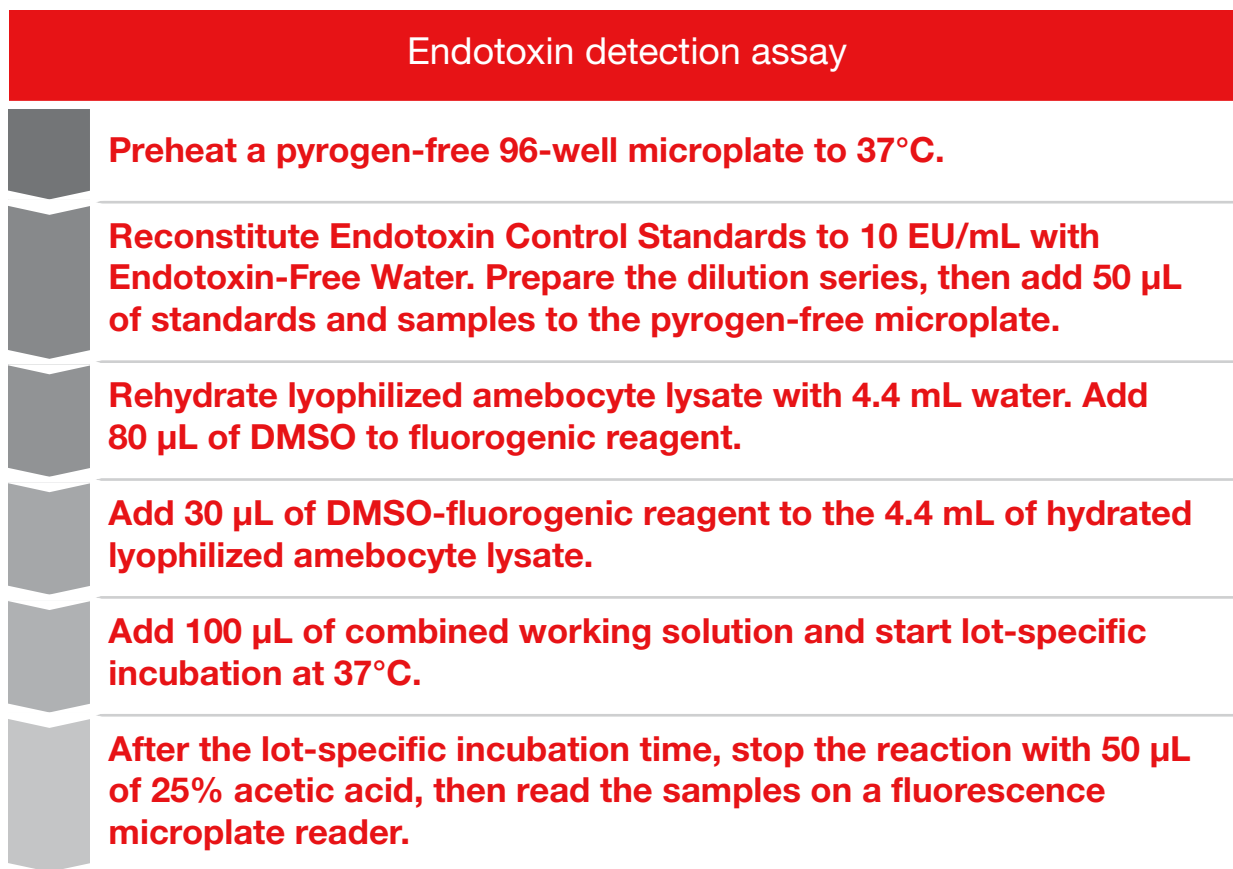 Endotoxin detection assay
Preheat a pyrogen-free 96-well microplate to 37°C.
Reconstitute Endotoxin Control Standards to 10 EU/mL with
Endotoxin-Free Water. Prepare the dilution series, then add 50 µL
of standards and samples to the pyrogen-free microplate.
Rehydrate lyophilized amebocyte lysate with 4.4 mL water. Add
80 µL of DMSO to fluorogenic reagent.
Add 30 µL of DMSO-fluorogenic reagent to the 4.4 mL of hydrated
lyophilized amebocyte lysate.
Add 100 µL of combined working solution and start lot-specific
incubation at 37°C.
After the lot-specific incubation time, stop the reaction with 50 µL
of 25% acetic acid, then read the samples on a fluorescence
microplate reader.